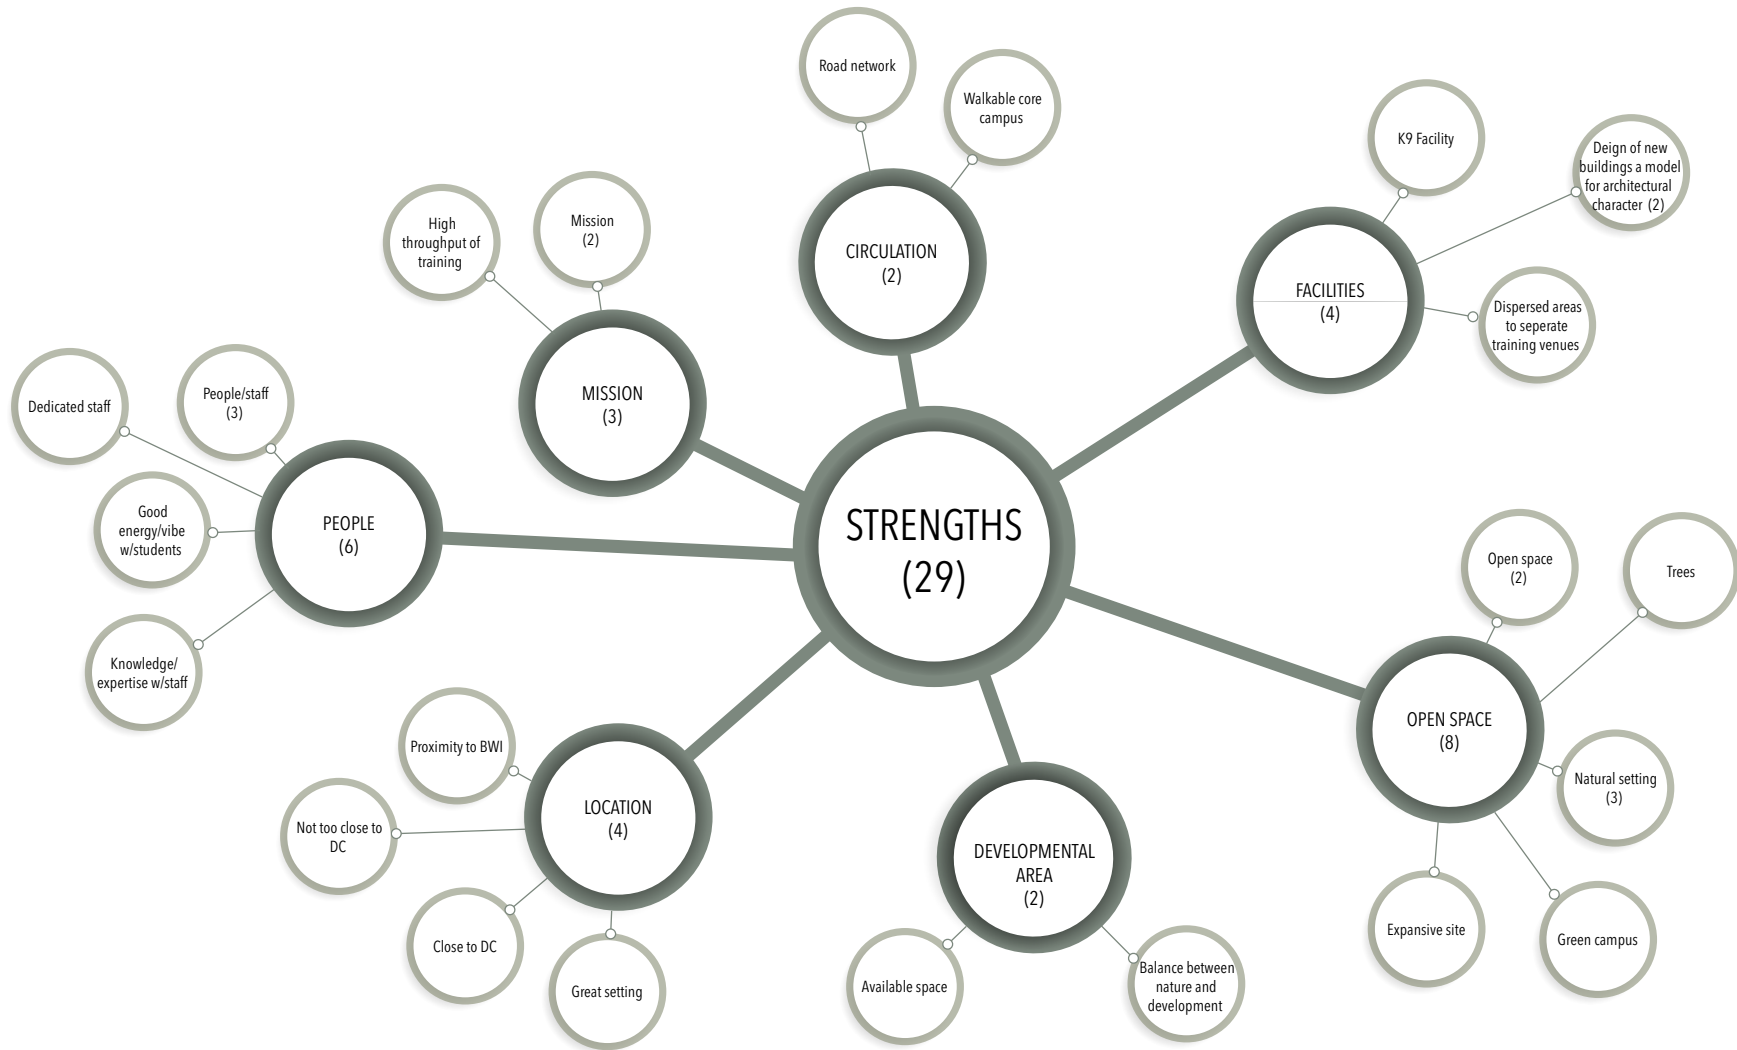 Road network
Walkable core
campus
CIRCULATION
(2)
K9 Facility
Deign of new
buildings a model
for architectural
character (2)
Dispersed areas
to seperate
training venues
FACILITIES
(4)
High
throughput of
training
Mission
(2)
MISSION
(3)
Dedicated staff
People/staff
(3)
Good
energy/vibe
w/students
Knowledge/
expertise w/staff
PEOPLE
(6)
STRENGTHS
(29)
Open space
(2)
Trees
Natural setting
(3)
Green campus
Expansive site
OPEN SPACE
(8)
Proximity to BWI
Not too close to
DC
Close to DC
Great setting
LOCATION
(4)
DEVELOPMENTAL
AREA
(2)
Available space
Balance between
nature and
development